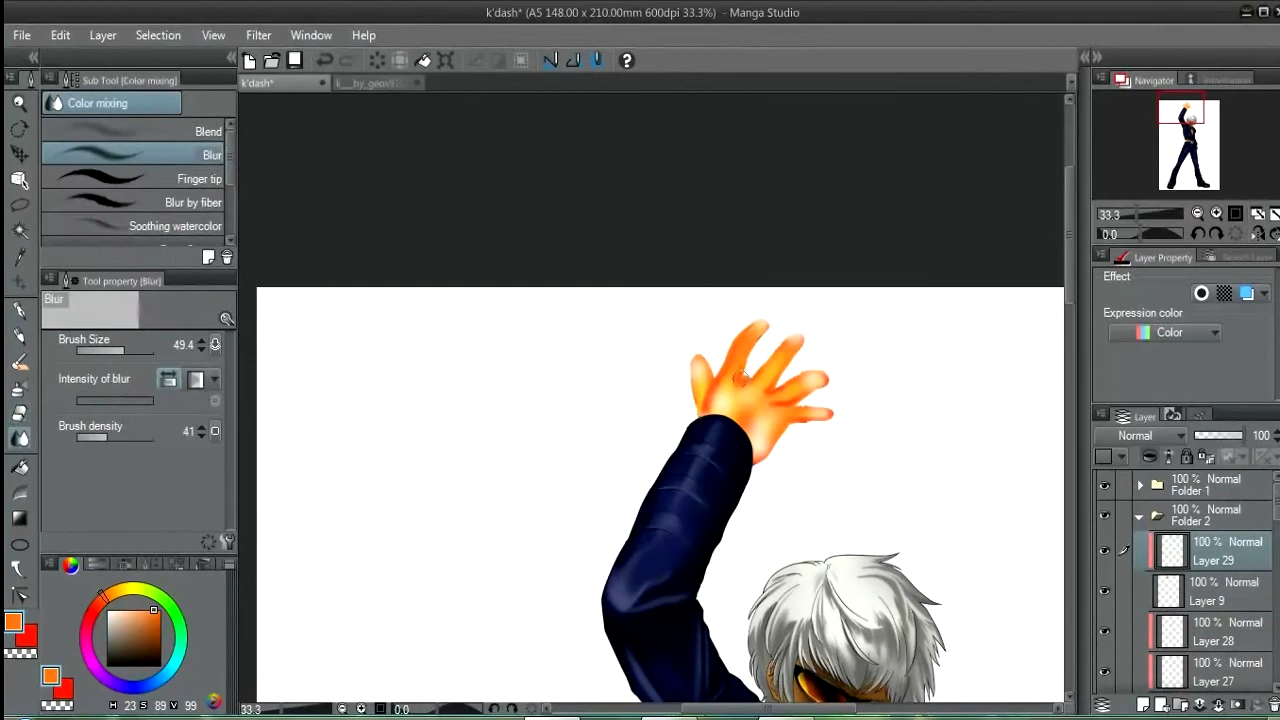 k'dash* (A5 148.00 x 210.00mm 600dpi 33.3%) - Manga Studio
File Edit Layer Selection View Filter Window Help
Sub Tool [Color mixing]
k'dash*
Navigator
Color mixing
Blend
Blur
Finger tip
Blur by fiber
Soothing watercolor
33.3
0.0
Tool property [Blur]
Layer Property
Search Layer
Blur
Effect
Expression color
Color
Brush Size 49.4
Intensity of blur
Brush density 41
Layer
Normal 100
100 % Normal
Folder 1
100 % Normal
Folder 2
100 % Normal
Layer 29
100 % Normal
Layer 9
100 % Normal
Layer 28
100 % Normal
Layer 27
H 23 S 89 V 99
33.3 0.0